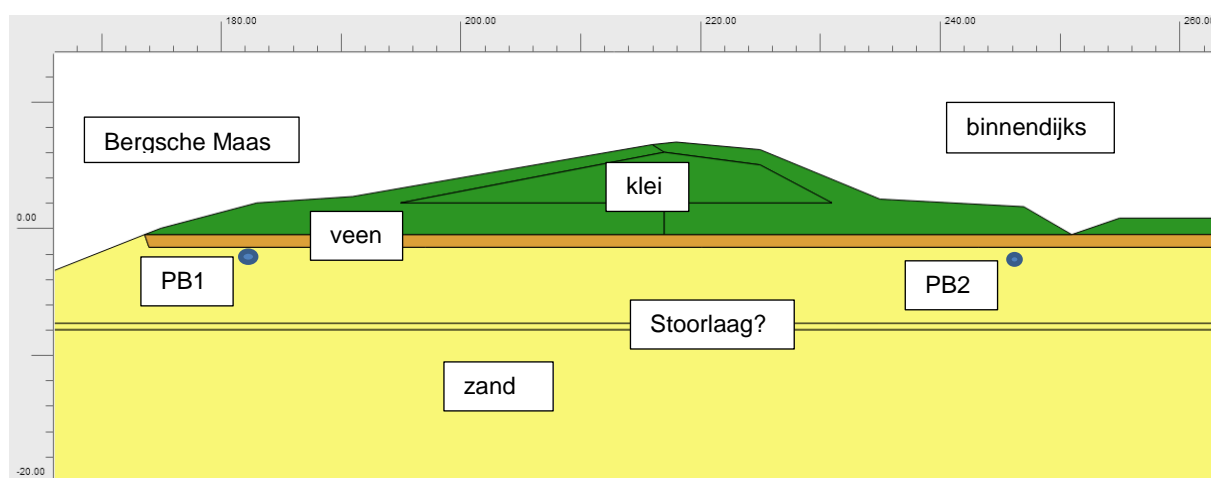 180.00 200.00 220.00 240.00 260.00
Bergsche Maas
binnendijks
klei
0.00
veen
PB1
PB2
Stoorlaag?
zand
-20.00